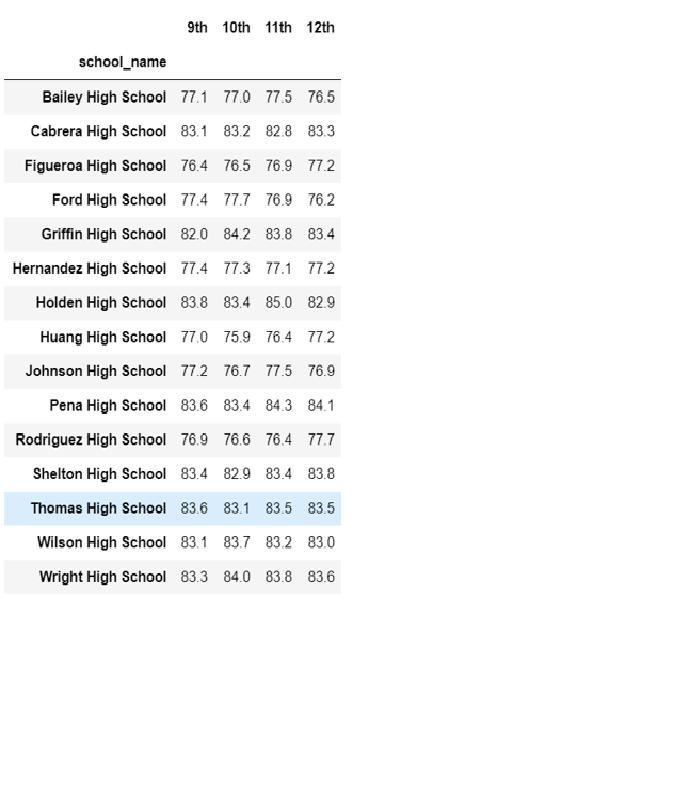 9th 10th 11th 12th
school_name
Bailey High School 77.1 77.0 77.5 76.5
Cabrera High School 83.1 83.2 82.8 83.3
Figueroa High School 76.4 76.5 76.9 77.2
Ford High School 77.4 77.7 76.9 76.2
Griffin High School 82.0 84.2 83.8 83.4
Hernandez High School 77.4 77.3 77.1 77.2
Holden High School 83.8 83.4 85.0 82.9
Huang High School 77.0 75.9 76.4 77.2
Johnson High School 77.2 76.7 77.5 76.9
Pena High School 83.6 83.4 84.3 84.1
Rodriguez High School 76.9 76.6 76.4 77.7
Shelton High School 83.4 82.9 83.4 83.8
Thomas High School 83.6 83.1 83.5 83.5
Wilson High School 83.1 83.7 83.2 83.0
Wright High School 83.3 84.0 83.8 83.6